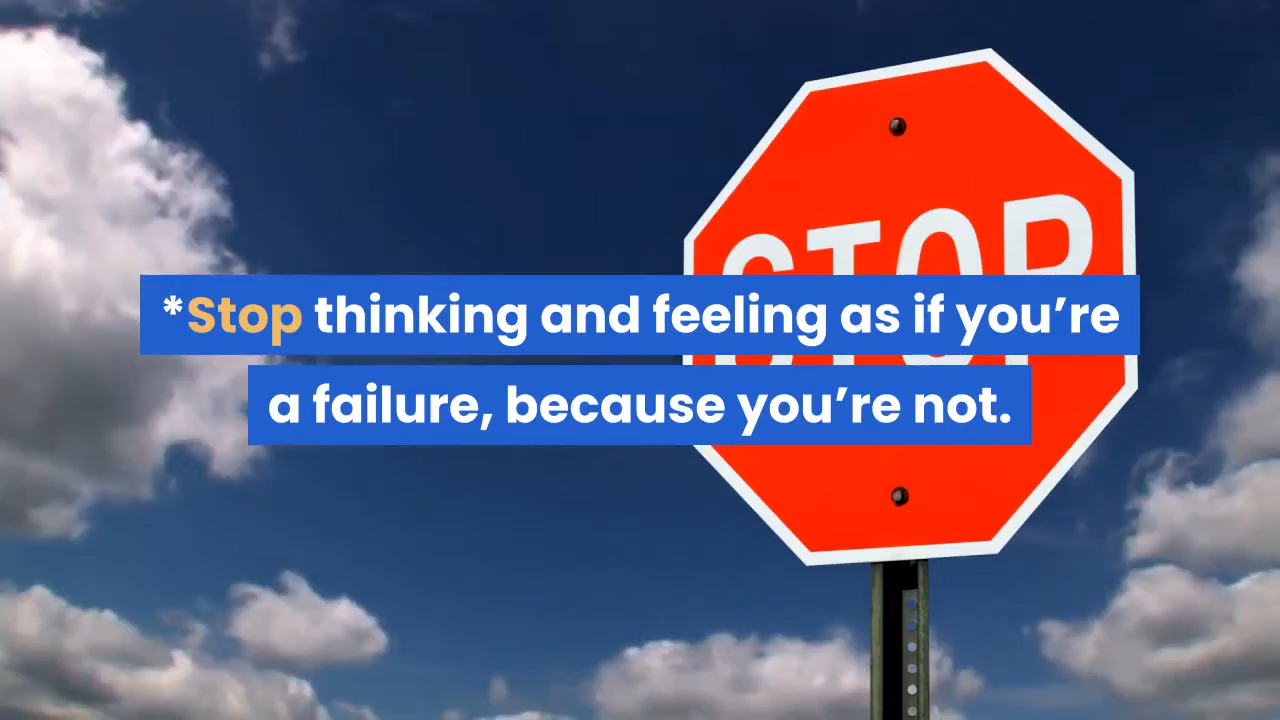 STOP
*Stop thinking and feeling as if you’re
a failure, because you’re not.